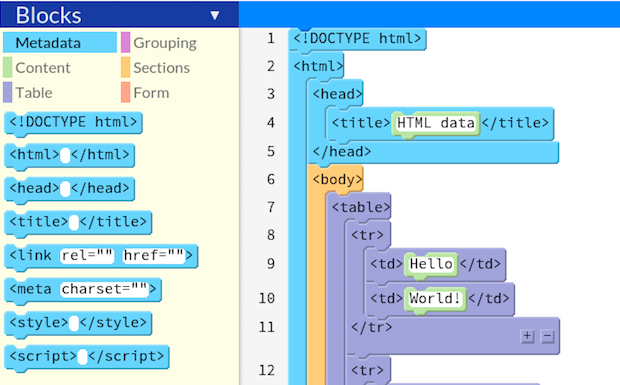 Blocks ▼
Metadata
Grouping
Content
Sections
Table
Form
<!DOCTYPE html>
<html> </html>
<head> </head>
<title> </title>
<link rel="" href="">
<meta charset="">
<style> </style>
<script> </script>
1 <!DOCTYPE html>
2 <html>
3 <head>
4 <title> HTML data </title>
5 </head>
6 <body>
7 <table>
8 <tr>
9 <td> Hello </td>
10 <td> World! </td>
11 </tr> + −
12 <tr>